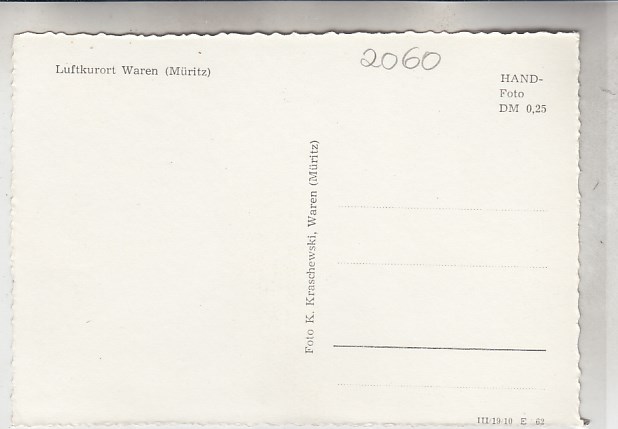 Luftkurort Waren (Müritz)
2060
HAND-
Foto
DM 0,25
Foto K. Kraschewski, Waren (Müritz)
III/19/10 E 62